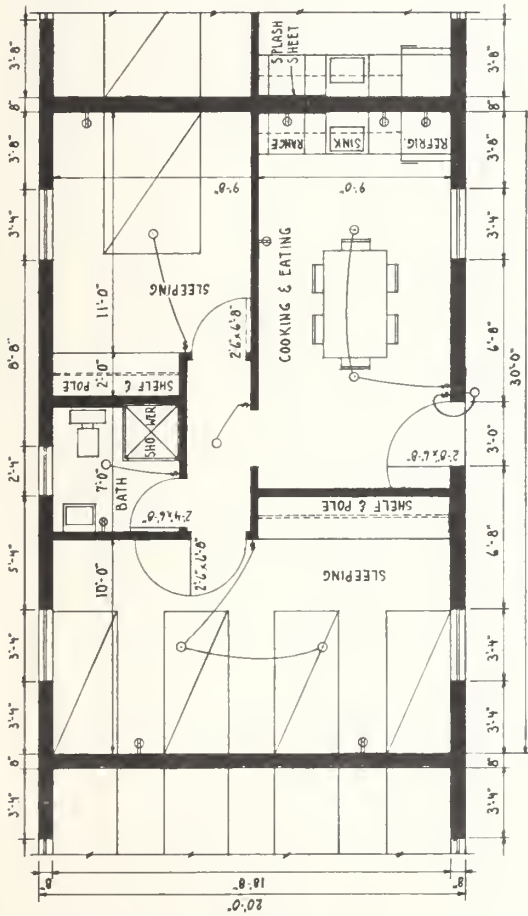 3'-8"
8"
3'-8"
3'-4"
8'-8"
2'-4"
5'-4"
3'-4"
3'-4"
8"
3'-4"
SPLASH
SHEET
RANGE
SINK
REFRIG.
9'-8"
9'-0"
SLEEPING
11'-0"
2'-0"
SHELF & POLE
2'6"x6'-8"
COOKING & EATING
SHOWER
7'-0"
BATH
2'-4"x6'-8"
2'-8"x6'-8"
SHELF & POLE
2'-6"x6'-8"
10'-0"
SLEEPING
3'-8"
8"
3'-8"
3'-4"
6'-8"
3'-0"
6'-8"
3'-4"
3'-4"
8"
3'-4"
30'-0"
8"
18'-8"
8"
20'-0"